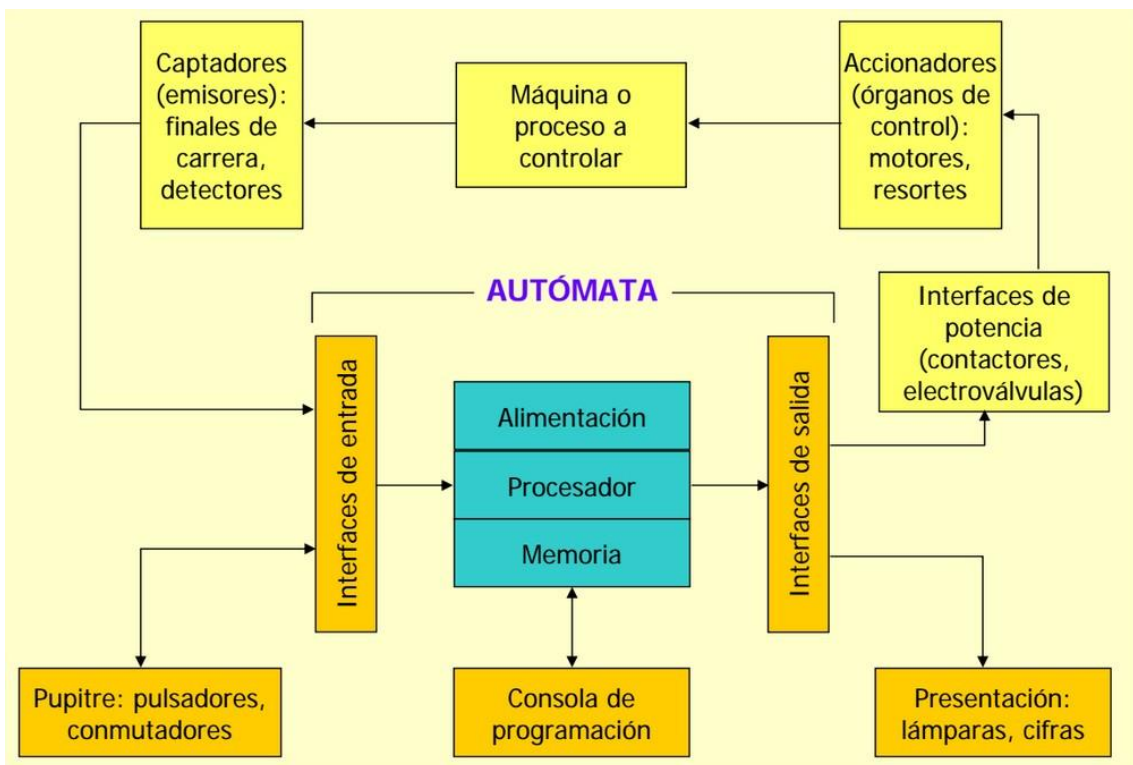 Captadores
(emisores):
finales de
carrera,
detectores
Máquina o
proceso a
controlar
Accionadores
(órganos de
control):
motores,
resortes
AUTÓMATA
Interfaces de
potencia
(contactores,
electroválvulas)
Interfaces de entrada
Alimentación
Procesador
Memoria
Interfaces de salida
Pupitre: pulsadores,
conmutadores
Consola de
programación
Presentación:
lámparas, cifras